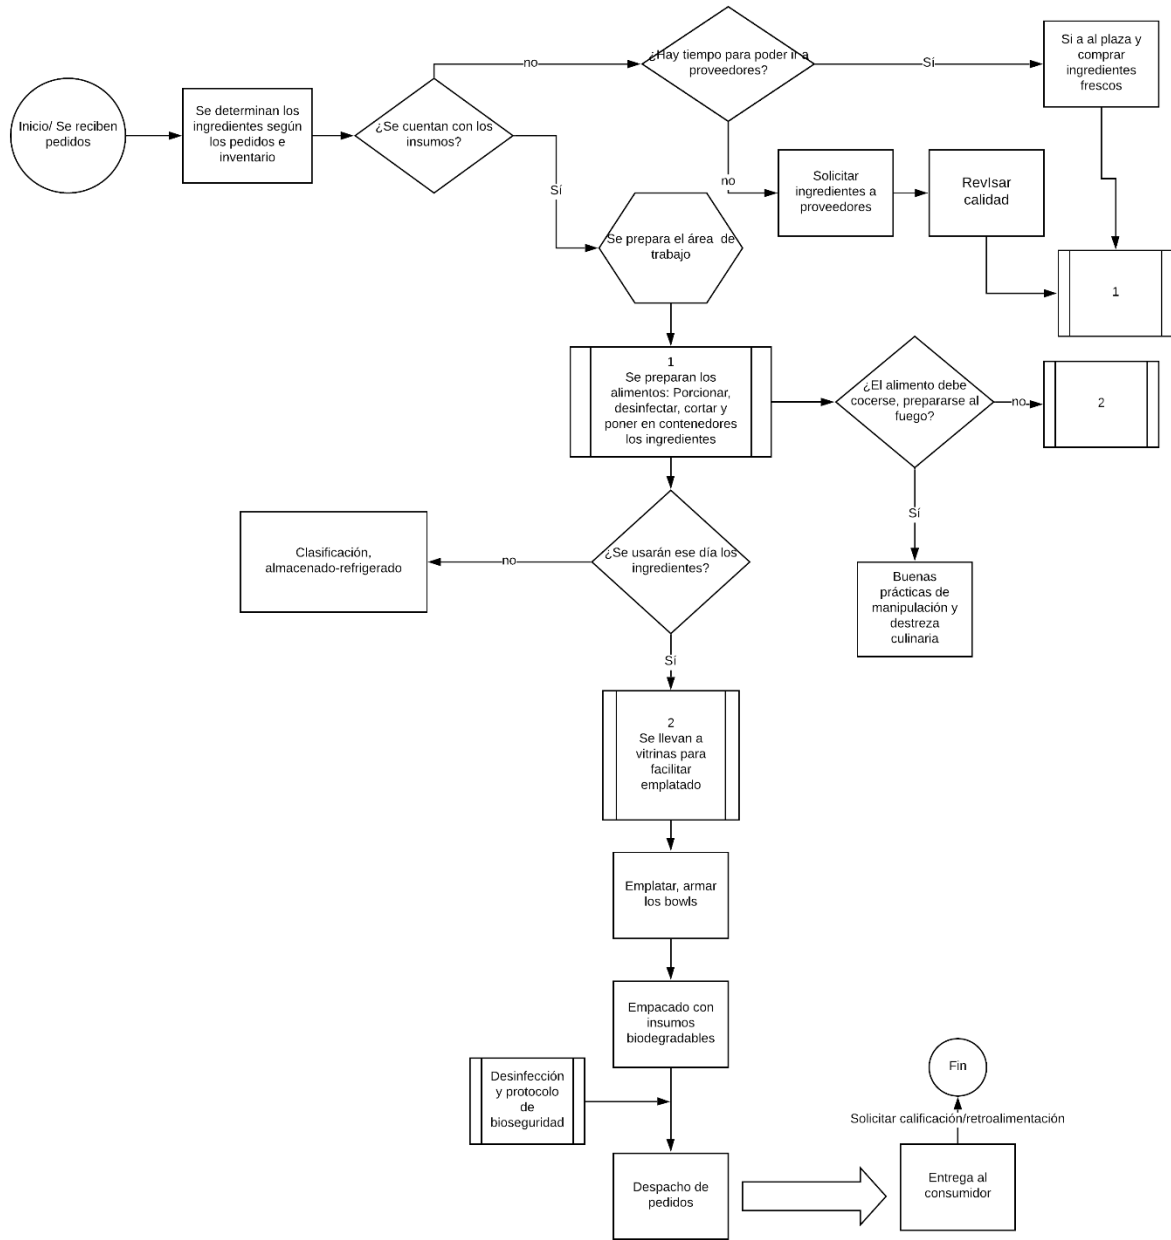 Inicio/ Se reciben
pedidos
Se determinan los
ingredientes según
los pedidos e
inventario
¿Se cuentan con los
insumos?
no
¿Hay tiempo para poder ir a
proveedores?
Sí
Si a al plaza y
comprar
ingredientes
frescos
no
Solicitar
ingredientes a
proveedores
RevIsar
calidad
1
Sí
Se prepara el área de
trabajo
1
Se preparan los
alimentos: Porcionar,
desinfectar, cortar y
poner en contenedores
los ingredientes
¿El alimento debe
cocerse, prepararse al
fuego?
no
2
Sí
Buenas
prácticas de
manipulación y
destreza
culinaria
¿Se usarán ese día los
ingredientes?
no
Clasificación,
almacenado-refrigerado
Sí
2
Se llevan a
vitrinas para
facilitar
emplatado
Emplatar, armar
los bowls
Empacado con
insumos
biodegradables
Desinfección
y protocolo
de
bioseguridad
Despacho de
pedidos
Entrega al
consumidor
Solicitar calificación/retroalimentación
Fin